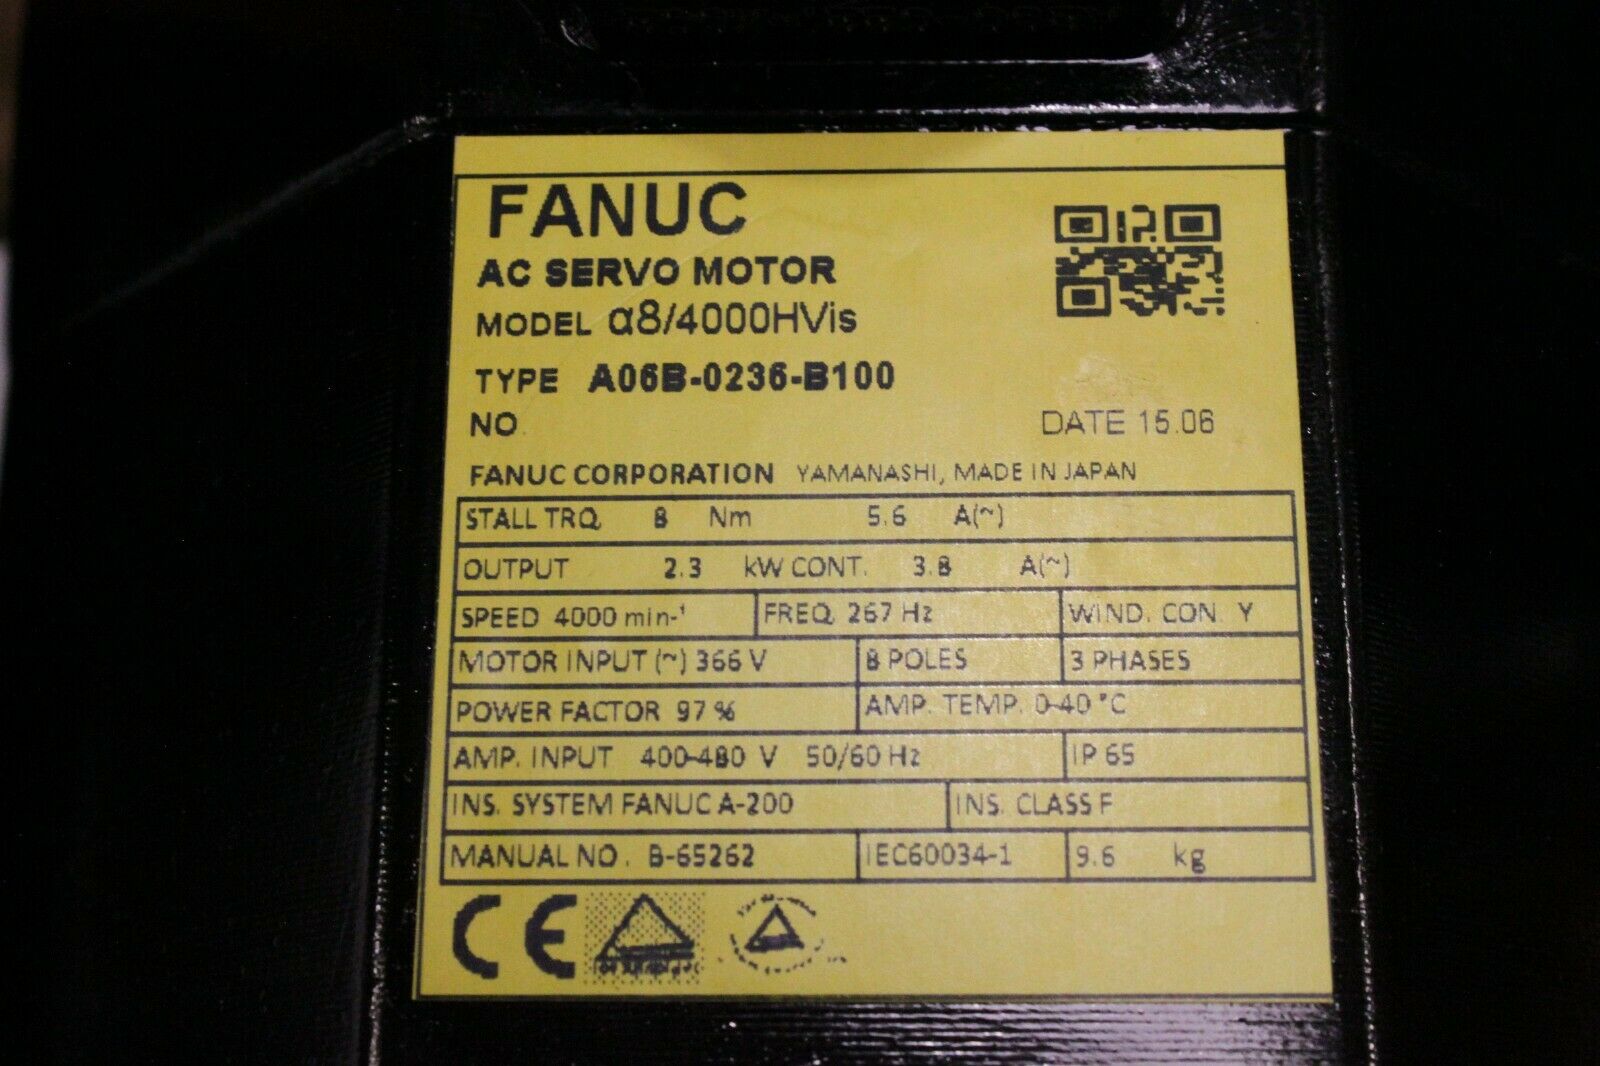 FANUC
AC SERVO MOTOR
MODEL α8/4000HVis
TYPE A06B-0236-B100
NO. DATE 15.06
FANUC CORPORATION YAMANASHI, MADE IN JAPAN
STALL TRQ. 8 Nm 5.6 A(~)
OUTPUT 2.3 kW CONT. 3.8 A(~)
SPEED 4000 min-¹ FREQ. 267 Hz WIND. CON. Y
MOTOR INPUT (~) 366 V 8 POLES 3 PHASES
POWER FACTOR 97 % AMP. TEMP. 0-40 °C
AMP. INPUT 400-480 V 50/60 Hz IP 65
INS. SYSTEM FANUC A-200 INS. CLASS F
MANUAL NO. B-65262 IEC60034-1 9.6 kg
CE